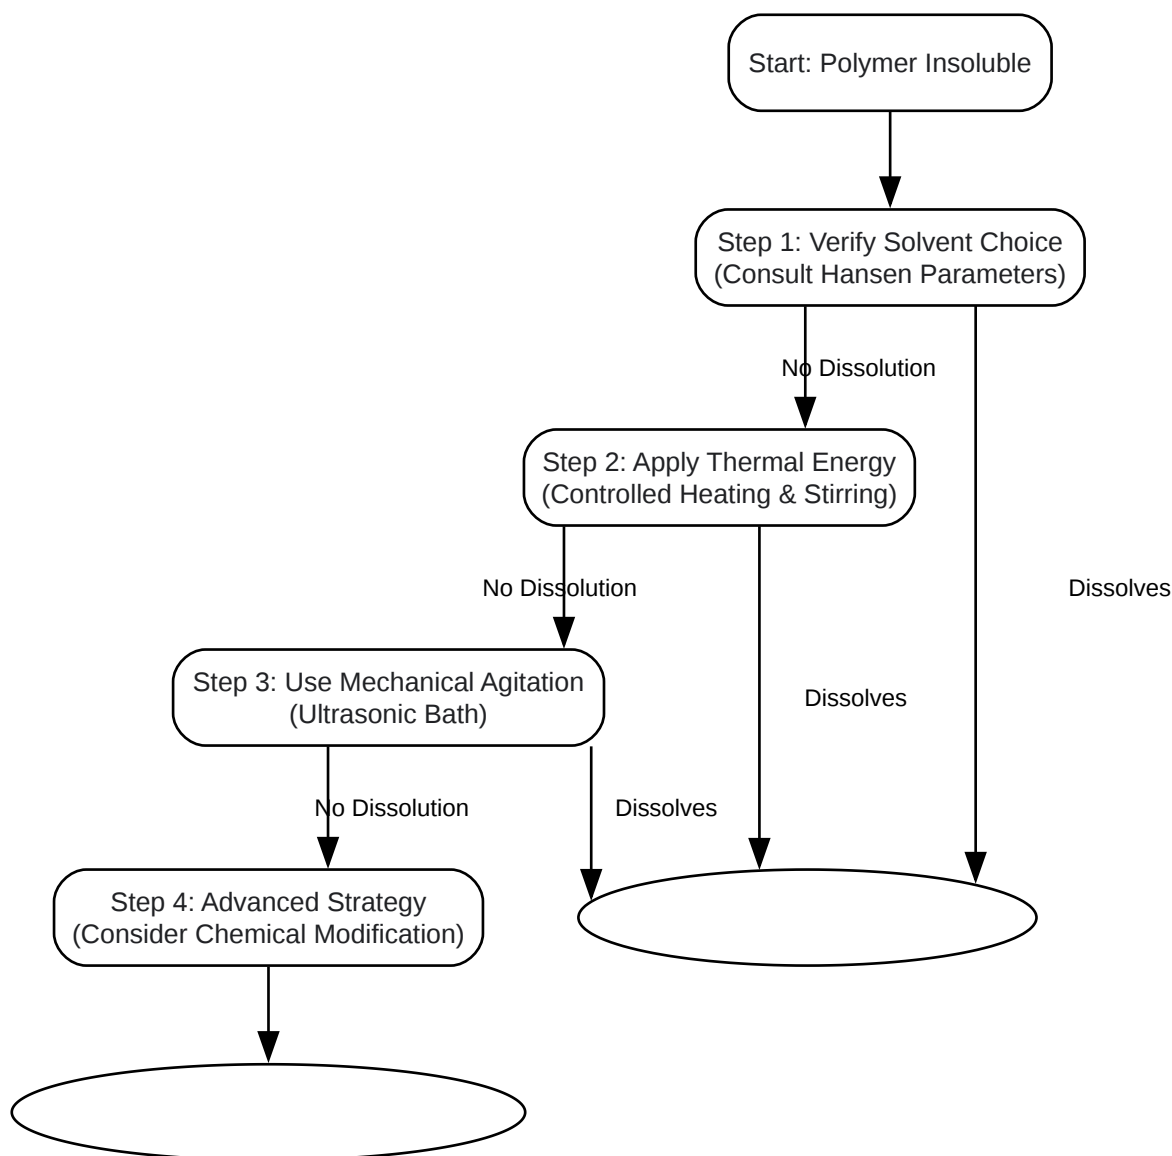 Start: Polymer Insoluble
Step 1: Verify Solvent Choice
(Consult Hansen Parameters)
No Dissolution
Step 2: Apply Thermal Energy
(Controlled Heating & Stirring)
No Dissolution
Dissolves
Step 3: Use Mechanical Agitation
(Ultrasonic Bath)
Dissolves
No Dissolution
Dissolves
Step 4: Advanced Strategy
(Consider Chemical Modification)